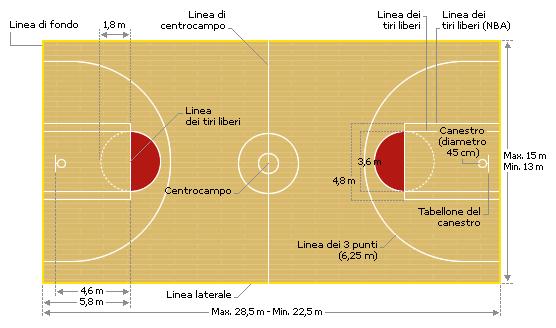 Linea di fondo
1,8 m
Linea di
centrocampo
Linea dei
tiri liberi
Linea dei
tiri liberi (NBA)
Linea
dei tiri liberi
Canestro
(diametro
45 cm)
3,6 m
4,8 m
Max. 15 m
Min. 13 m
Centrocampo
Tabellone del
canestro
Linea dei 3 punti
(6,25 m)
4,6 m
5,8 m
Linea laterale
Max. 28,5 m - Min. 22,5 m